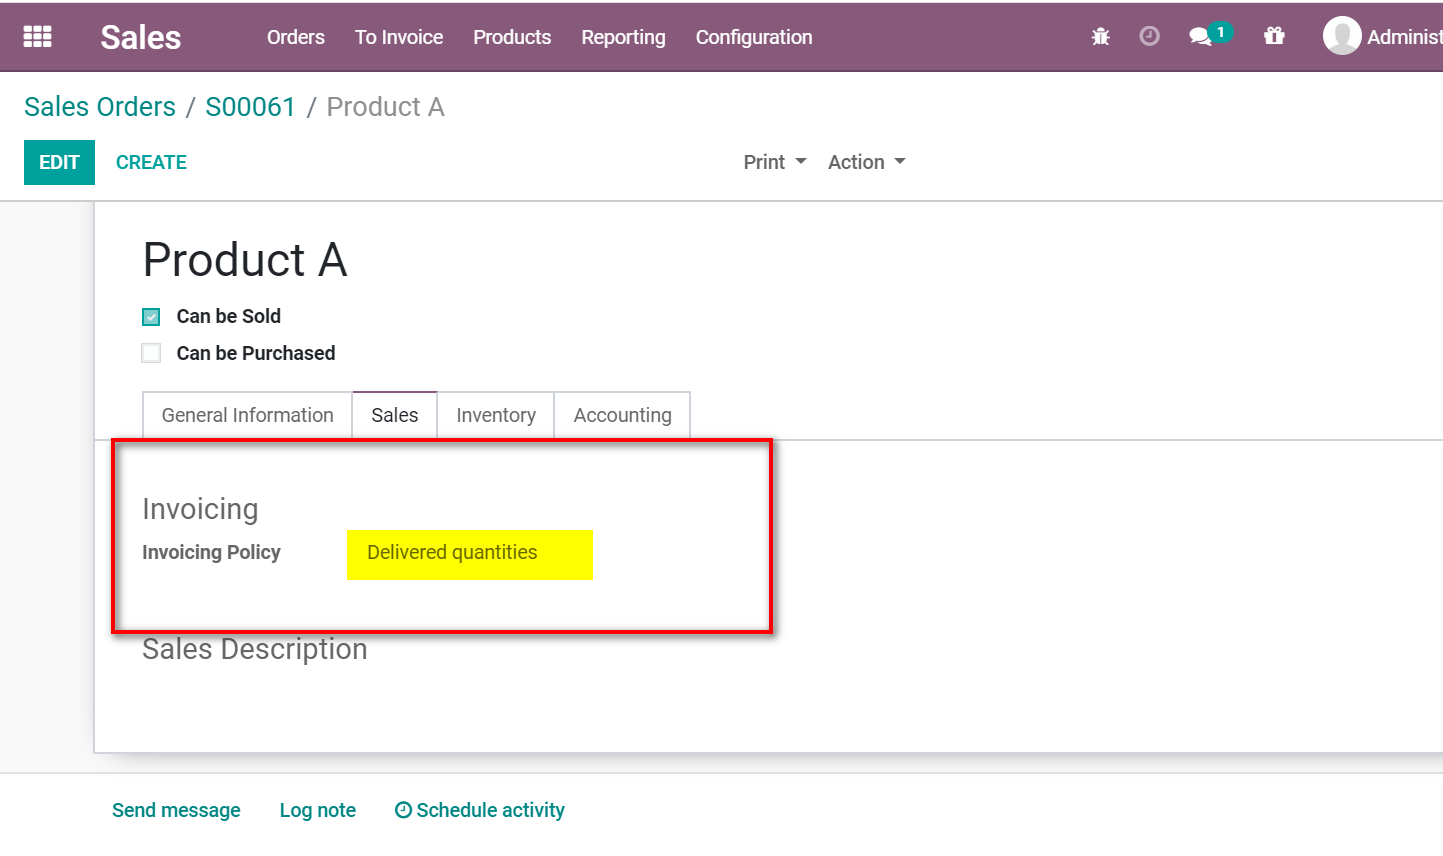 Sales Orders To Invoice Products Reporting Configuration 1 Administ
Sales Orders / S00061 / Product A
EDIT CREATE Print Action
Product A
Can be Sold
Can be Purchased
General Information Sales Inventory Accounting
Invoicing
Invoicing Policy Delivered quantities
Sales Description
Send message Log note Schedule activity